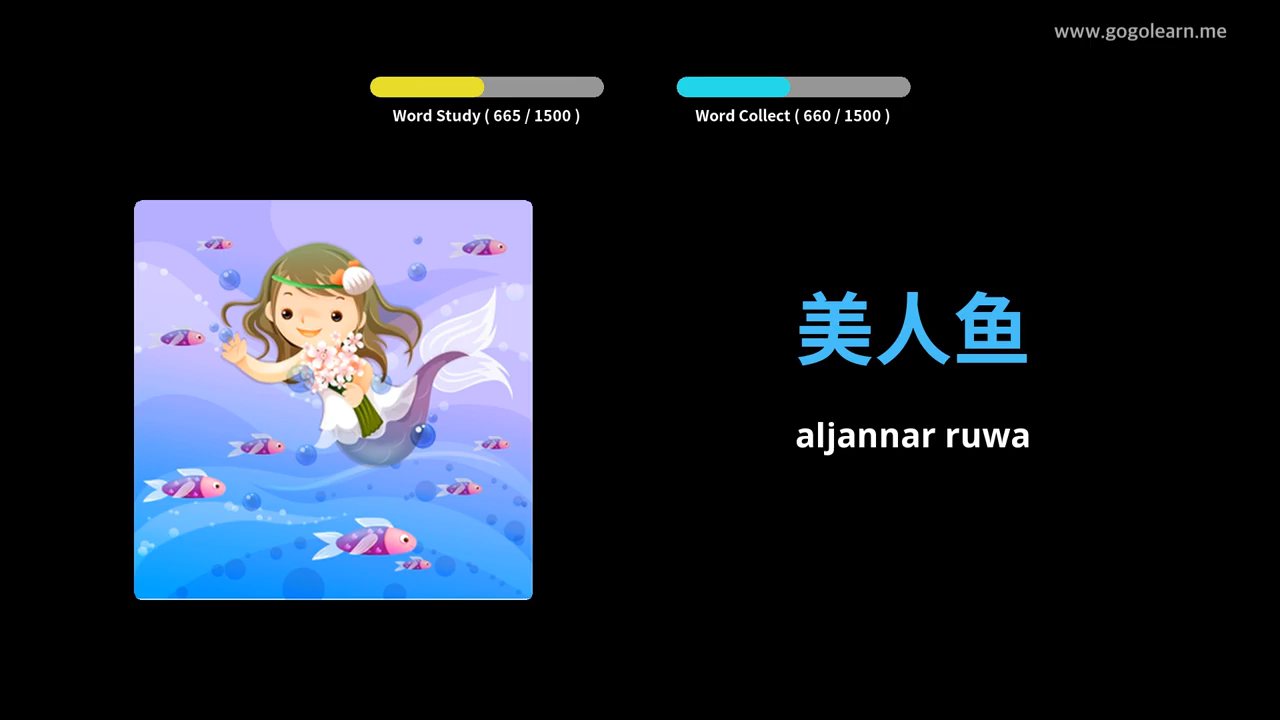 www.gogolearn.me
Word Study ( 665 / 1500 )
Word Collect ( 660 / 1500 )
美人鱼
aljannar ruwa